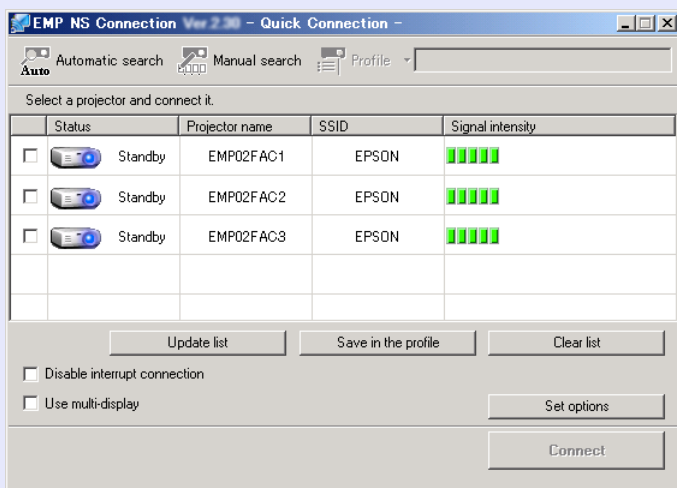 EMP NS Connection Ver.2.30 - Quick Connection -
Auto Automatic search Manual search Profile
Select a projector and connect it.
Status Projector name SSID Signal intensity
Standby EMP02FAC1 EPSON
Standby EMP02FAC2 EPSON
Standby EMP02FAC3 EPSON
Update list Save in the profile Clear list
Disable interrupt connection
Use multi-display Set options
Connect